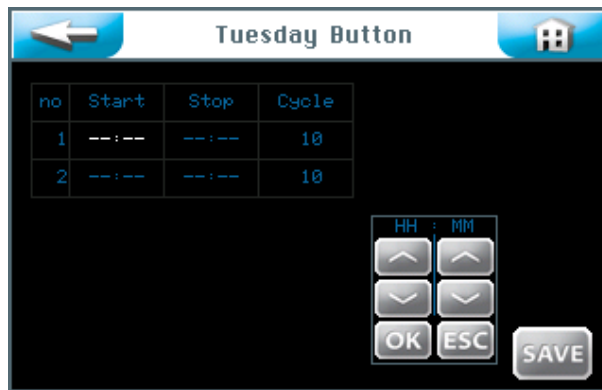 Tuesday Button
no Start Stop Cycle
1 --:-- --:-- 10
2 --:-- --:-- 10
HH : MM
OK ESC
SAVE